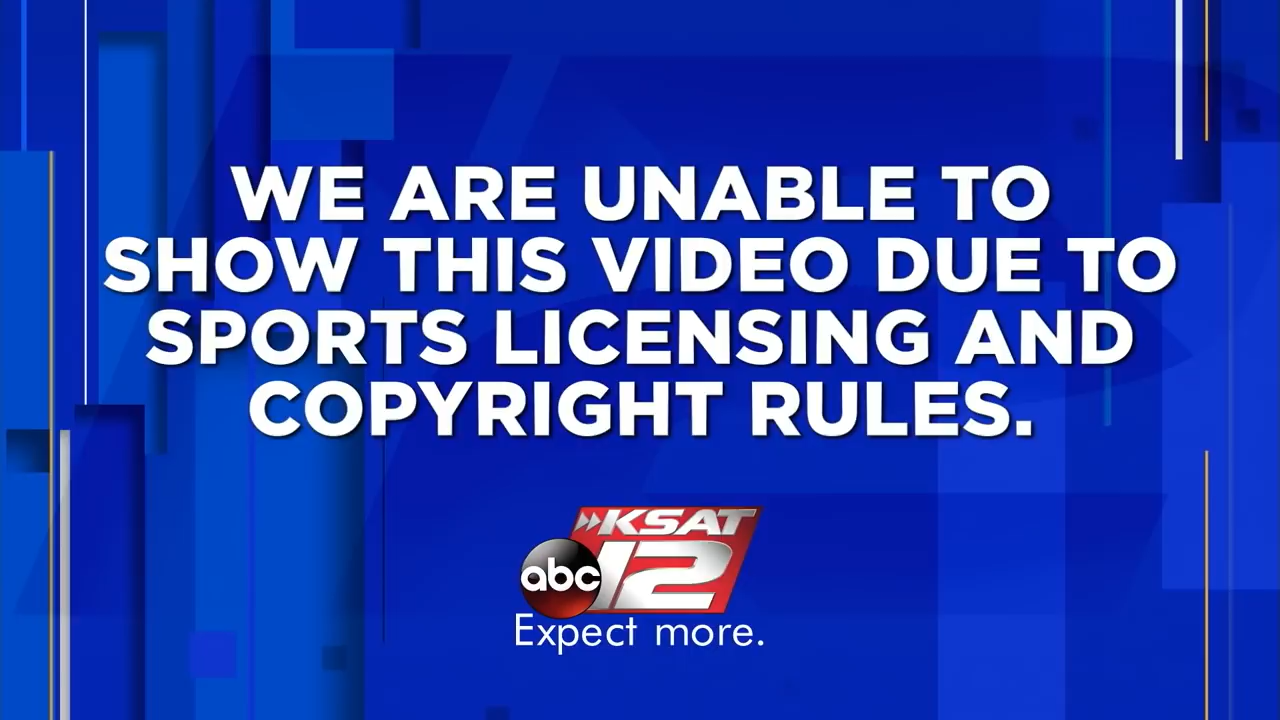 WE ARE UNABLE TO
SHOW THIS VIDEO DUE TO
SPORTS LICENSING AND
COPYRIGHT RULES.
KSAT
abc 12
Expect more.